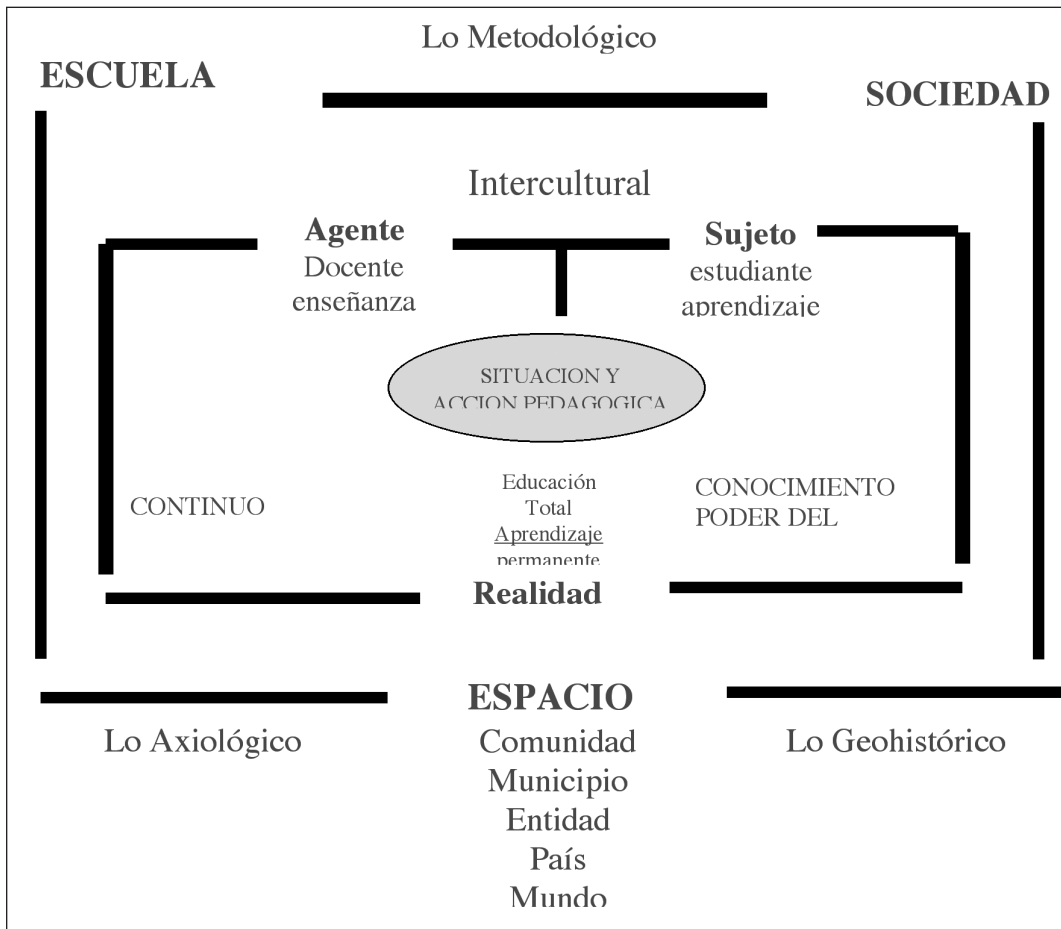 Lo Metodológico
ESCUELA
SOCIEDAD
Intercultural
Agente
Docente
enseñanza
Sujeto
estudiante
aprendizaje
SITUACION Y
ACCION PEDAGOGICA
CONTINUO
Educación
Total
Aprendizaje
permanente
CONOCIMIENTO
PODER DEL
Realidad
ESPACIO
Lo Axiológico
Comunidad
Lo Geohistórico
Municipio
Entidad
País
Mundo